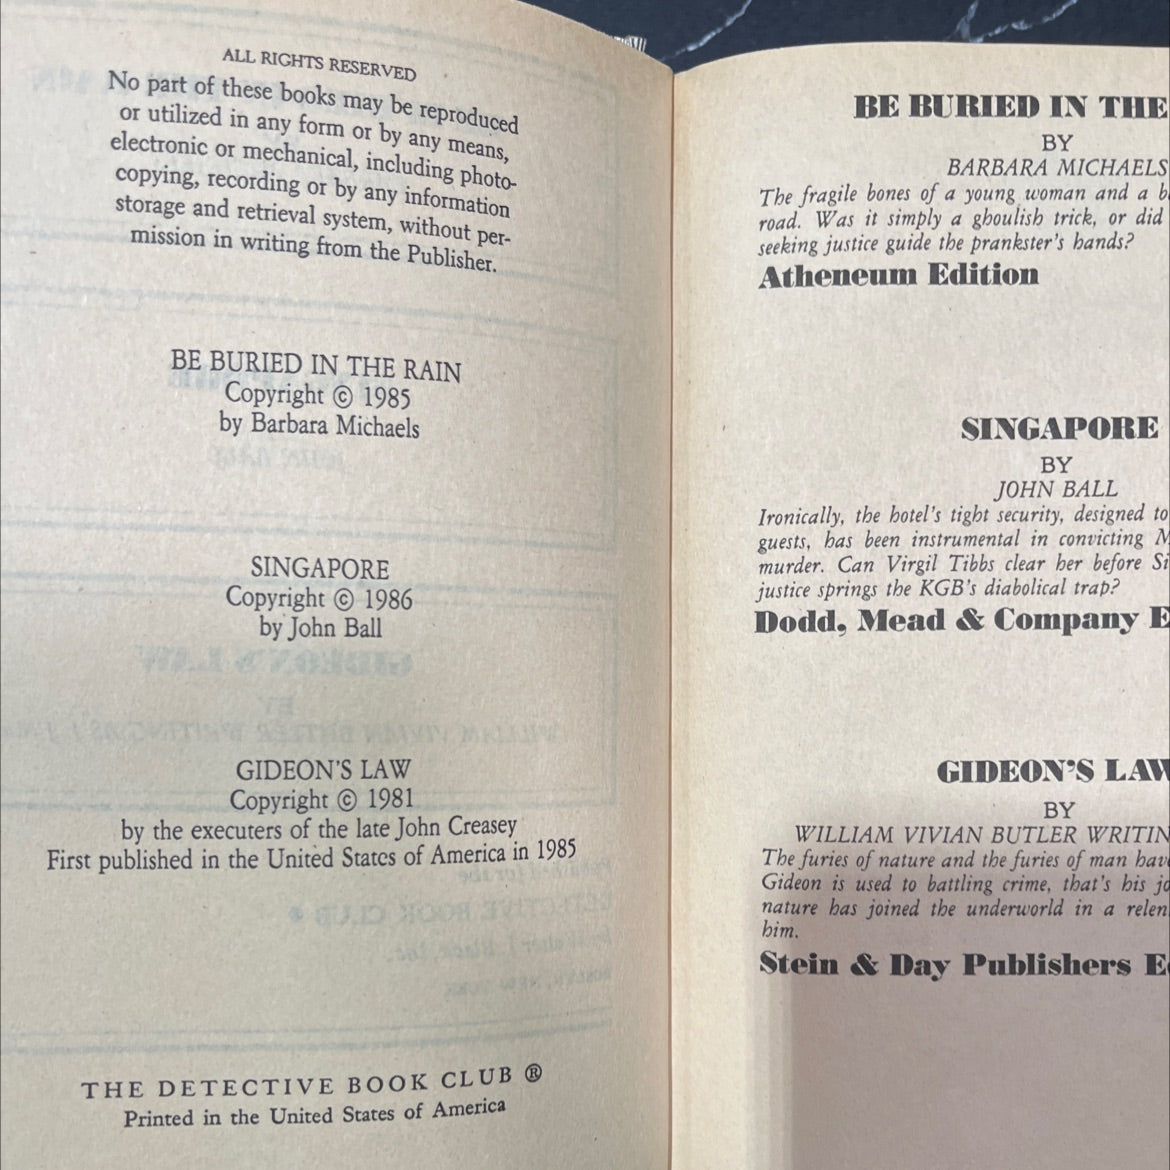 ALL RIGHTS RESERVED
No part of these books may be reproduced
or utilized in any form or by any means,
electronic or mechanical, including photo-
copying, recording or by any information
storage and retrieval system, without per-
mission in writing from the Publisher.
BE BURIED IN THE RAIN
Copyright © 1985
by Barbara Michaels
SINGAPORE
Copyright © 1986
by John Ball
GIDEON'S LAW
Copyright © 1981
by the executers of the late John Creasey
First published in the United States of America in 1985
THE DETECTIVE BOOK CLUB ®
Printed in the United States of America
BE BURIED IN THE
BY
BARBARA MICHAELS
The fragile bones of a young woman and a
road. Was it simply a ghoulish trick, or did
seeking justice guide the prankster's hands?
Atheneum Edition
SINGAPORE
BY
JOHN BALL
Ironically, the hotel's tight security, designed to
guests, has been instrumental in convicting
murder. Can Virgil Tibbs clear her before
justice springs the KGB's diabolical trap?
Dodd, Mead & Company
GIDEON'S LAW
BY
WILLIAM VIVIAN BUTLER
The furies of nature and the furies of man have
Gideon is used to battling crime, that's his
nature has joined the underworld in a
him.
Stein & Day Publishers